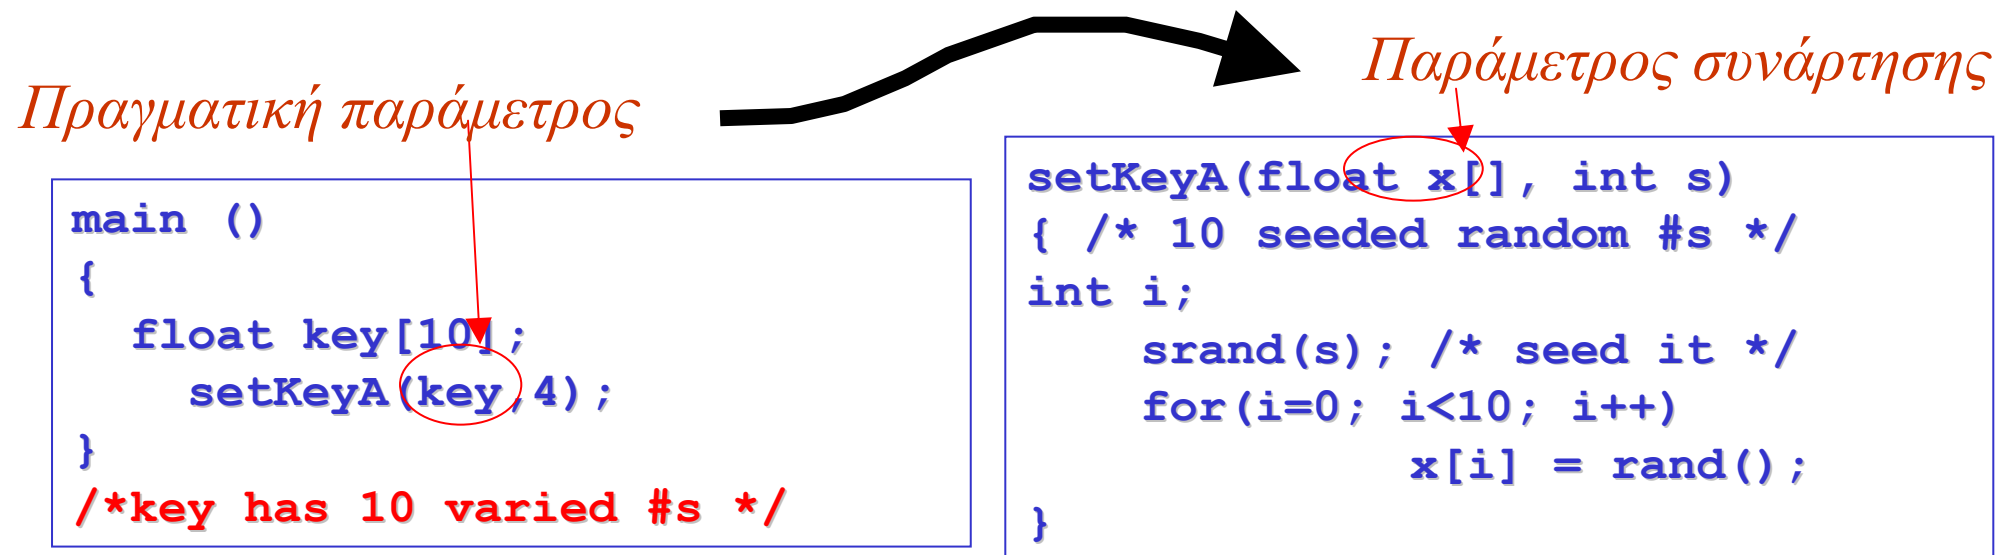 Πραγματική παράμετρος
main ()
{
float key[10];
setKeyA(key,4);
}
/*key has 10 varied #s */
Παράμετρος συνάρτησης
setKeyA(float x[], int s)
{ /* 10 seeded random #s */
int i;
srand(s); /* seed it */
for(i=0; i<10; i++)
x[i] = rand();
}